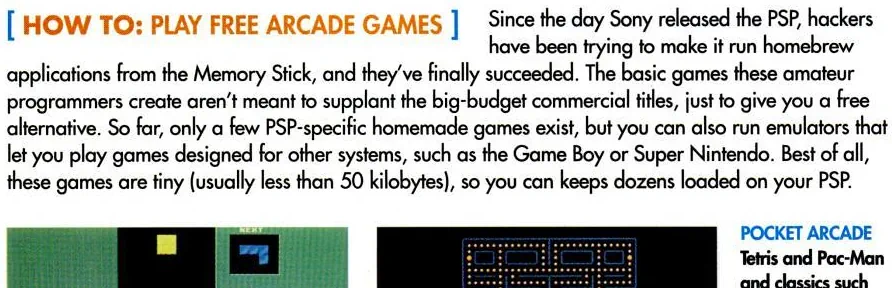 [ HOW TO: PLAY FREE ARCADE GAMES ]
Since the day Sony released the PSP, hackers
have been trying to make it run homebrew
applications from the Memory Stick, and they've finally succeeded. The basic games these amateur
programmers create aren't meant to supplant the big-budget commercial titles, just to give you a free
alternative. So far, only a few PSP-specific homemade games exist, but you can also run emulators that
let you play games designed for other systems, such as the Game Boy or Super Nintendo. Best of all,
these games are tiny (usually less than 50 kilobytes), so you can keeps dozens loaded on your PSP.
NEXT
POCKET ARCADE
Tetris and Pac-Man
and classics such